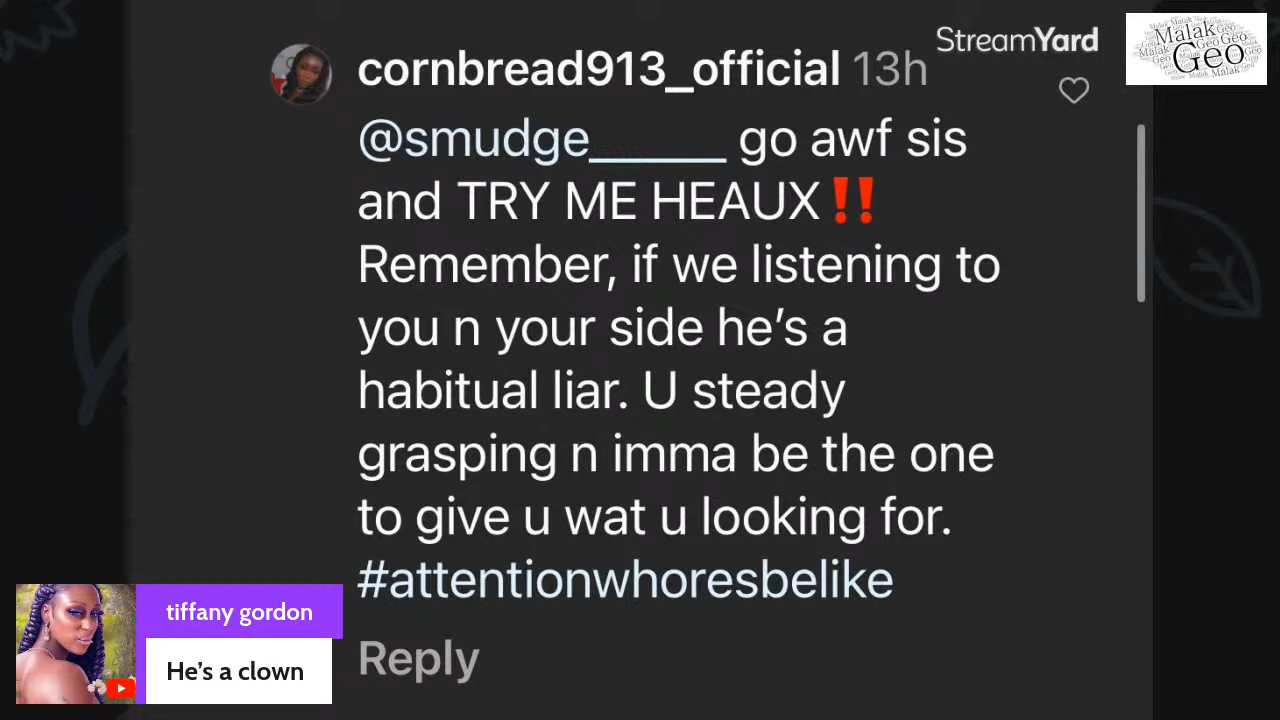 StreamYard
Malak
Geo
cornbread913_official 13h
@smudge______ go awf sis
and TRY ME HEAUX‼️
Remember, if we listening to
you n your side he's a
habitual liar. U steady
grasping n imma be the one
to give u wat u looking for.
#attentionwhoresbelike
Reply
tiffany gordon
He's a clown